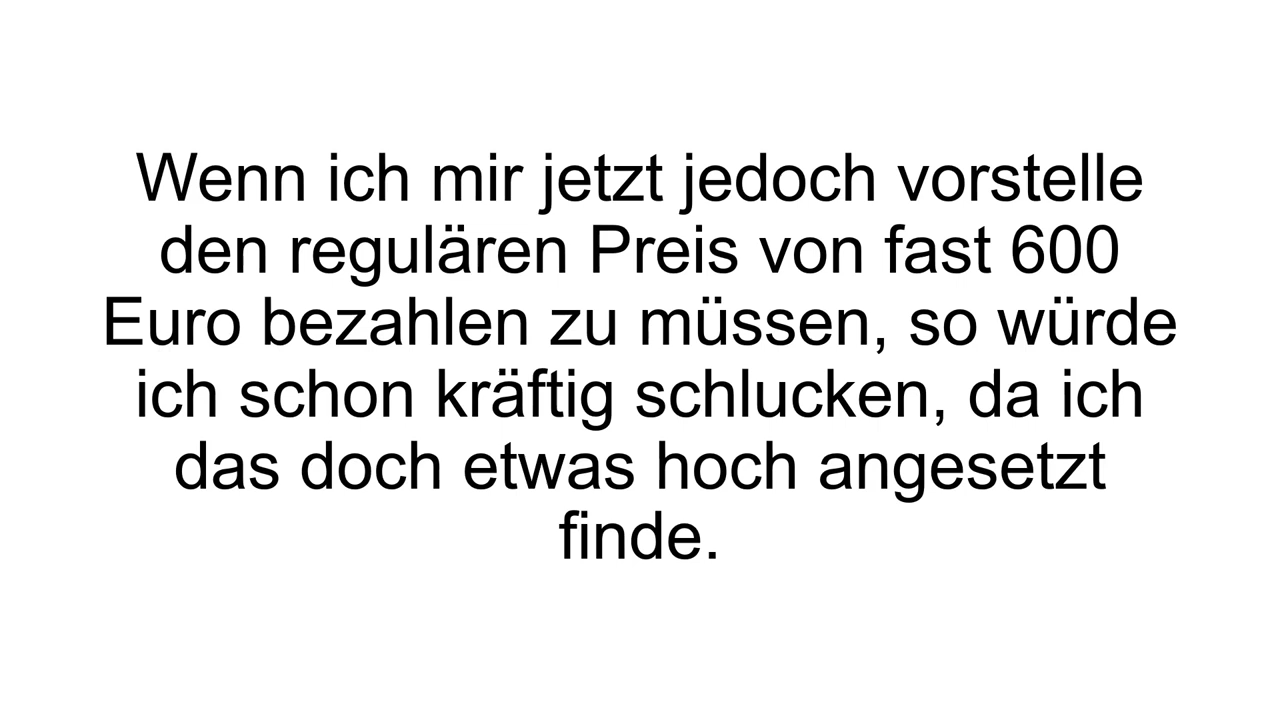 Wenn ich mir jetzt jedoch vorstelle
den regulären Preis von fast 600
Euro bezahlen zu müssen, so würde
ich schon kräftig schlucken, da ich
das doch etwas hoch angesetzt
finde.